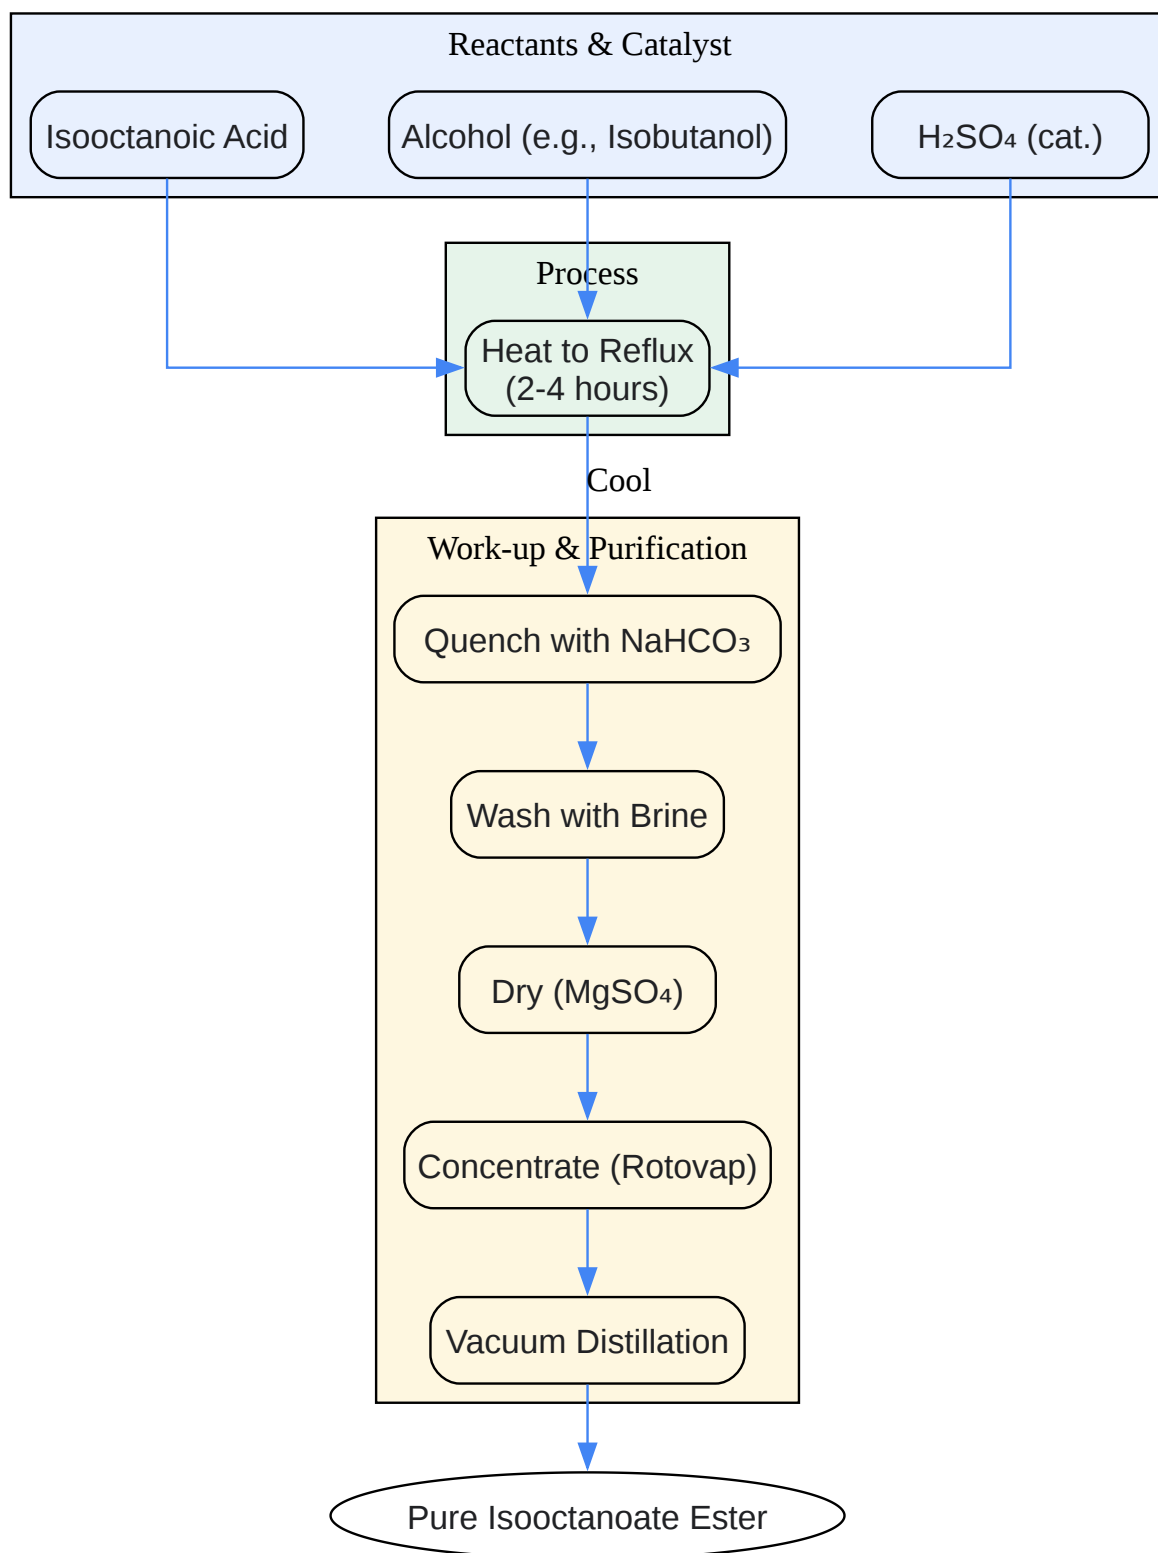 Reactants & Catalyst
Isooctanoic Acid
Alcohol (e.g., Isobutanol)
H₂SO₄ (cat.)
Process
Heat to Reflux
(2-4 hours)
Cool
Work-up & Purification
Quench with NaHCO₃
Wash with Brine
Dry (MgSO₄)
Concentrate (Rotovap)
Vacuum Distillation
Pure Isooctanoate Ester